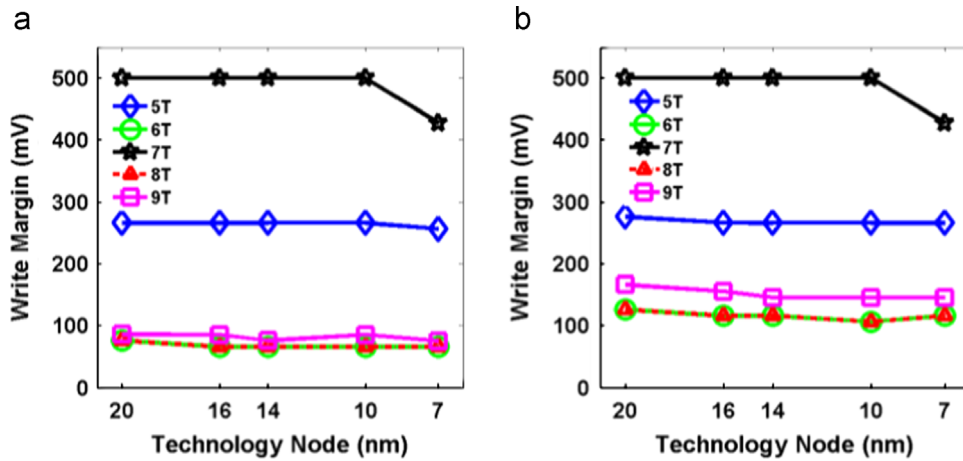 a
Write Margin (mV)
500
400
300
200
100
0
5T
6T
7T
8T
9T
20
16
14
10
7
Technology Node (nm)
b
Write Margin (mV)
500
400
300
200
100
0
5T
6T
7T
8T
9T
20
16
14
10
7
Technology Node (nm)